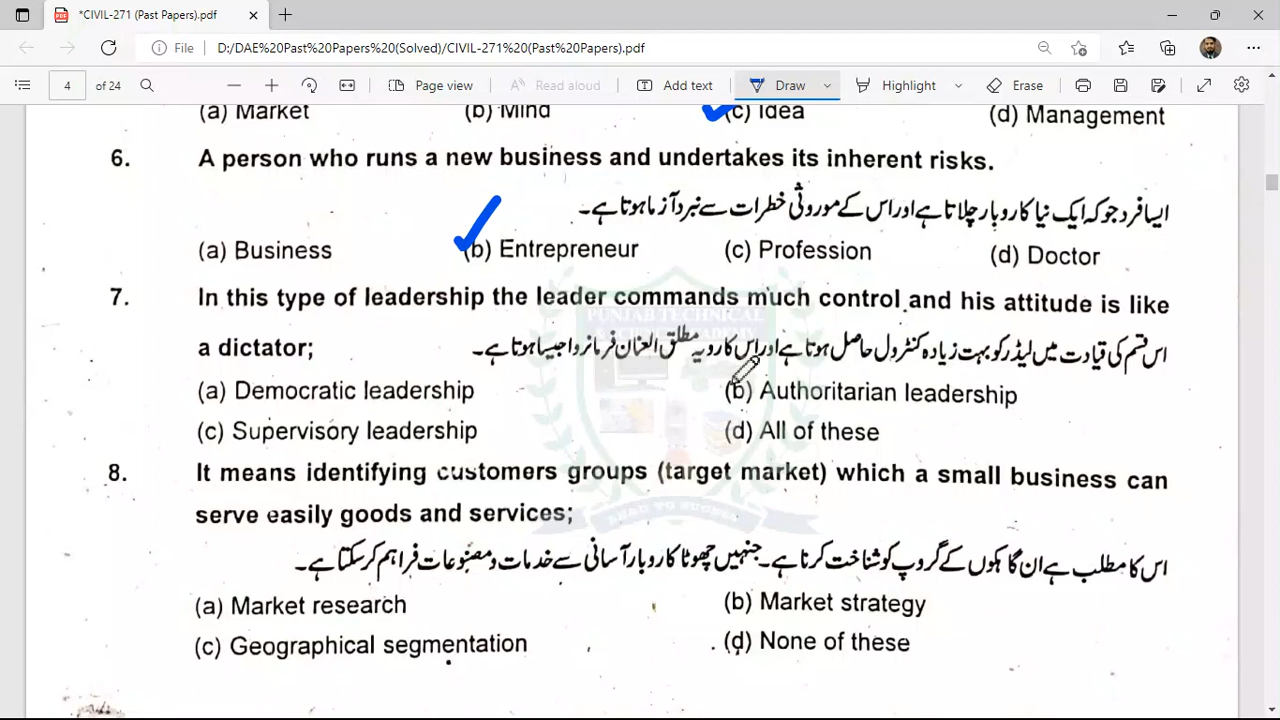 *CIVIL-271 (Past Papers).pdf
File D:/DAE%20Past%20Papers%20(Solved)/CIVIL-271%20(Past%20Papers).pdf
4 of 24 Page view Read aloud Add text Draw Highlight Erase
(a) Market (b) Mind (c) Idea (d) Management
6. A person who runs a new business and undertakes its inherent risks.
ایسا فرد جو کہ ایک نیا کاروبار چلاتا ہے اور اس کے موروثی خطرات سے نبرد آزما ہوتا ہے۔
(a) Business (b) Entrepreneur (c) Profession (d) Doctor
7. In this type of leadership the leader commands much control and his attitude is like
a dictator; اس قسم کی قیادت میں لیڈر کو بہت زیادہ کنٹرول حاصل ہوتا ہے اور اس کا رویہ مطلق العنان فرمانروا جیسا ہوتا ہے۔
(a) Democratic leadership (b) Authoritarian leadership
(c) Supervisory leadership (d) All of these
8. It means identifying customers groups (target market) which a small business can
serve easily goods and services;
اس کا مطلب ہے ان گاہکوں کے گروپ کو شناخت کرنا ہے۔ جنہیں چھوٹا کاروبار آسانی سے خدمات و مصنوعات فراہم کر سکتا ہے۔
(a) Market research (b) Market strategy
(c) Geographical segmentation (d) None of these
PUNJAB TECHNICAL